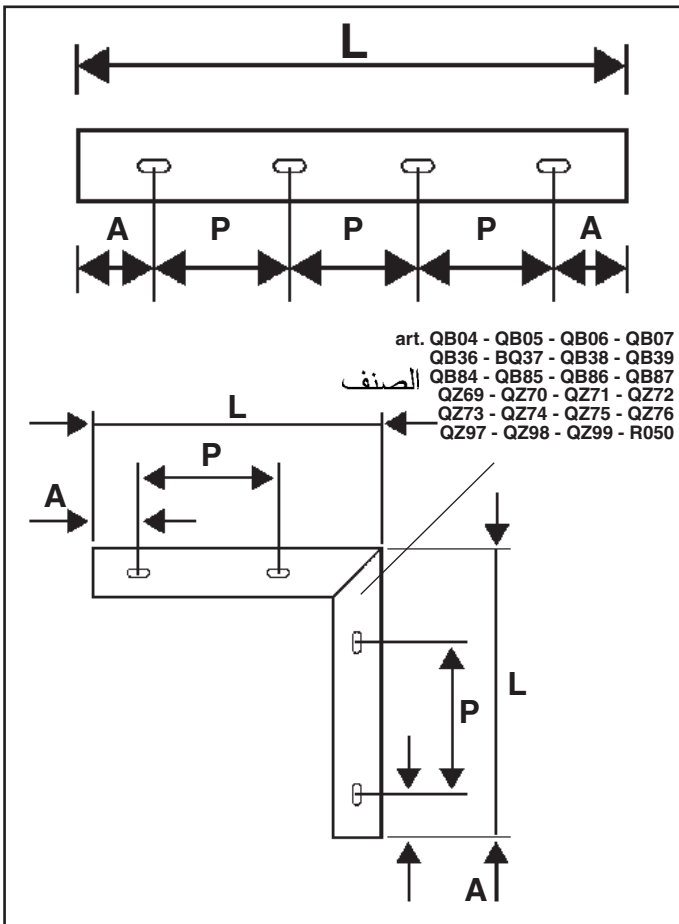 L
A P P P A
art. QB04 - QB05 - QB06 - QB07
QB36 - BQ37 - QB38 - QB39
الصنف QB84 - QB85 - QB86 - QB87
QZ69 - QZ70 - QZ71 - QZ72
QZ73 - QZ74 - QZ75 - QZ76
QZ97 - QZ98 - QZ99 - R050
L
P
A
L
P
A